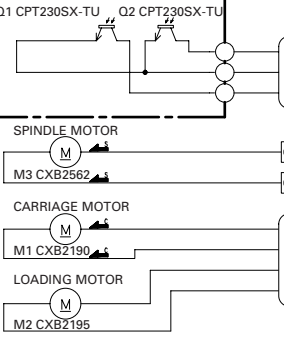 Q1 CPT230SX-TU Q2 CPT230SX-TU
SPINDLE MOTOR
M
S
M3 CXB2562
S
CARRIAGE MOTOR
M
C
M1 CXB2190
C
LOADING MOTOR
M
M2 CXB2195